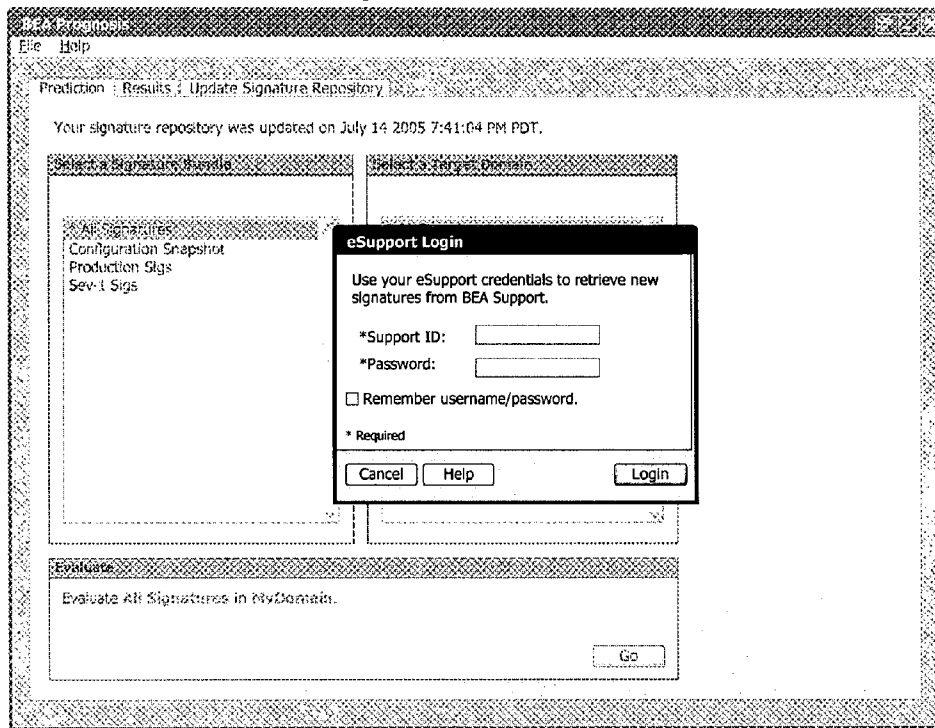 BEA Prognosis
File Help
Prediction Results Update Signature Repository
Your signature repository was updated on July 14 2005 7:41:04 PM PDT.
Select a Signature Bundle Select a Target Domain
All Signatures
Configuration Snapshot
Production Sigs
Sev-1 Sigs
eSupport Login
Use your eSupport credentials to retrieve new
signatures from BEA Support.
*Support ID:
*Password:
Remember username/password.
* Required
Cancel Help Login
Evaluate
Evaluate All Signatures in MyDomain.
Go